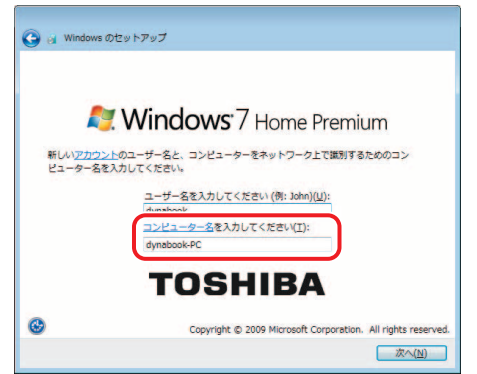 Windows のセットアップ
Windows 7 Home Premium
新しいアカウントのユーザー名と、コンピューターをネットワーク上で識別するためのコン
ピューター名を入力してください。
ユーザー名を入力してください (例: John)(U):
dynabook
コンピューター名を入力してください(T):
dynabook-PC
TOSHIBA
Copyright © 2009 Microsoft Corporation. All rights reserved.
次へ(N)